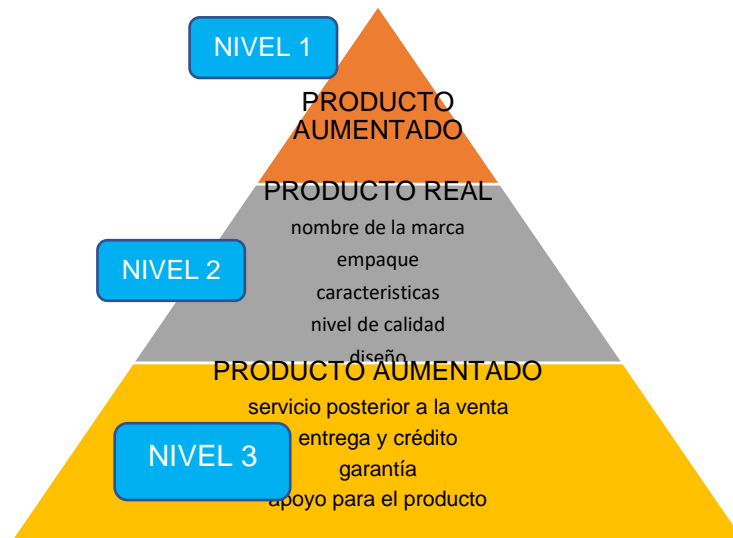 NIVEL 1
PRODUCTO
AUMENTADO
PRODUCTO REAL
nombre de la marca
empaque
NIVEL 2
caracteristicas
nivel de calidad
diseño
PRODUCTO AUMENTADO
servicio posterior a la venta
entrega y crédito
NIVEL 3
garantía
apoyo para el producto